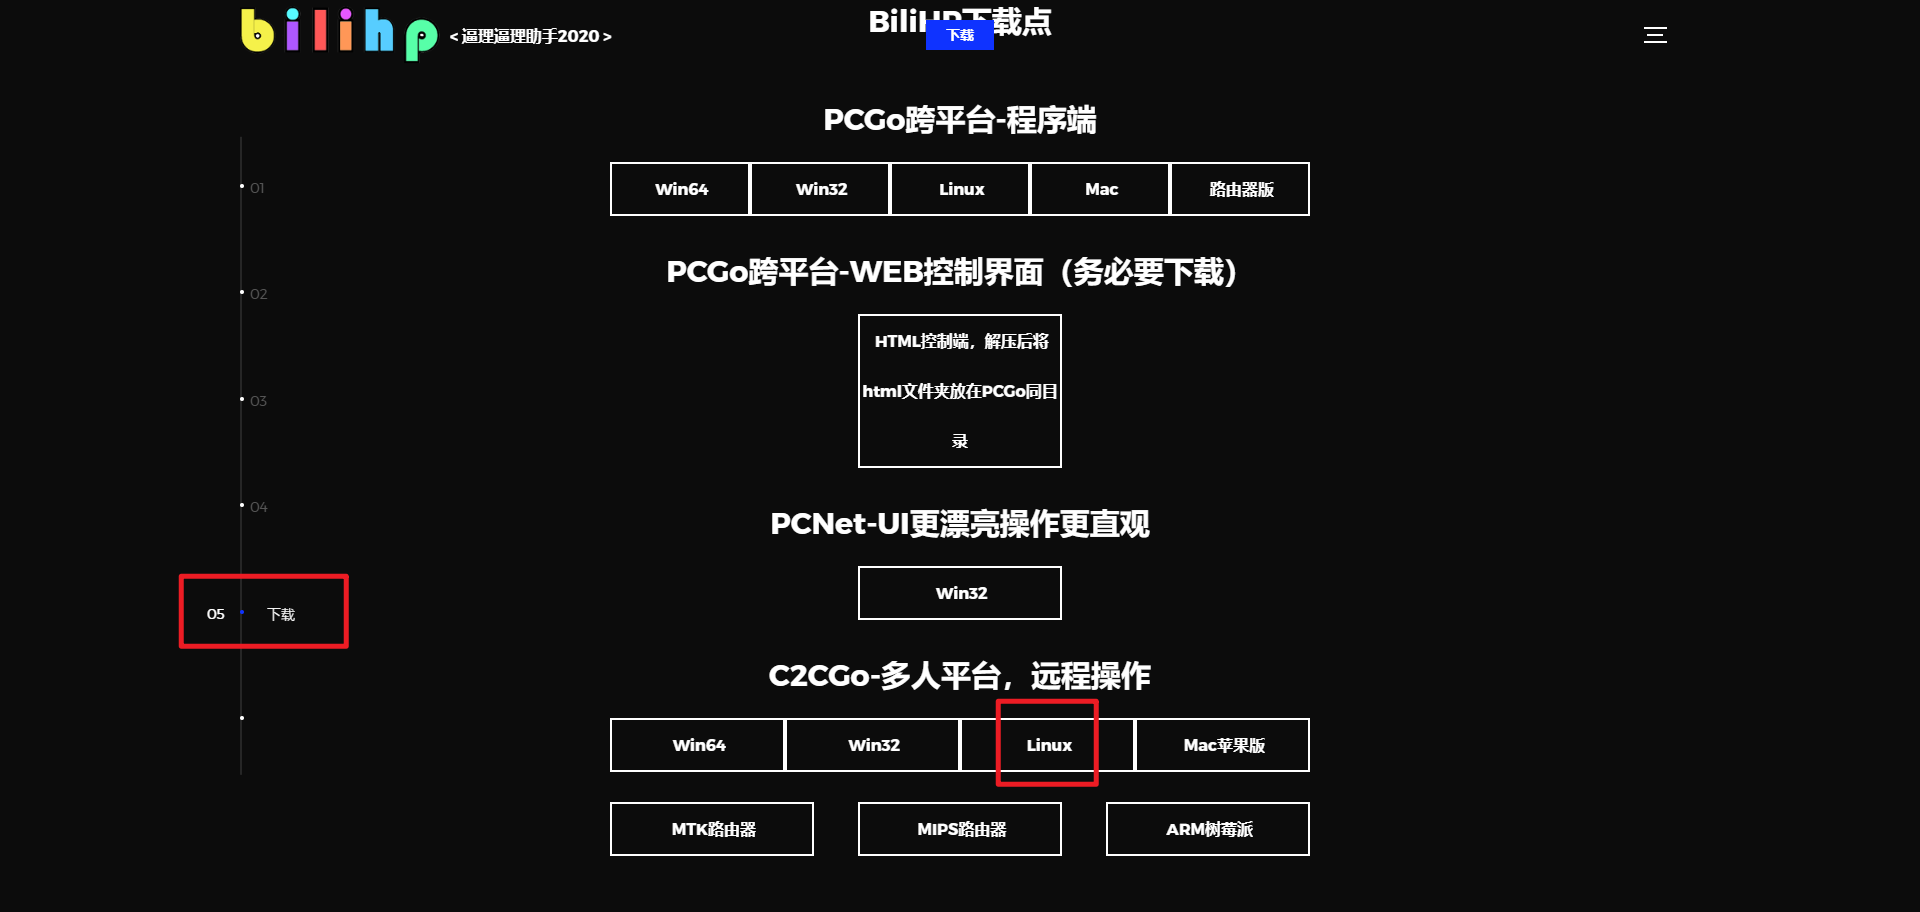 bilihp
<逼理逼理助手2020>
BiliHP下载点
下载
PCGo跨平台-程序端
Win64
Win32
Linux
Mac
路由器版
01
02
03
04
05
下载
PCGo跨平台-WEB控制界面（务必要下载）
HTML控制端，解压后将
html文件夹放在PCGo同目
录
PCNet-UI更漂亮操作更直观
Win32
C2CGo-多人平台，远程操作
Win64
Win32
Linux
Mac苹果版
MTK路由器
MIPS路由器
ARM树莓派